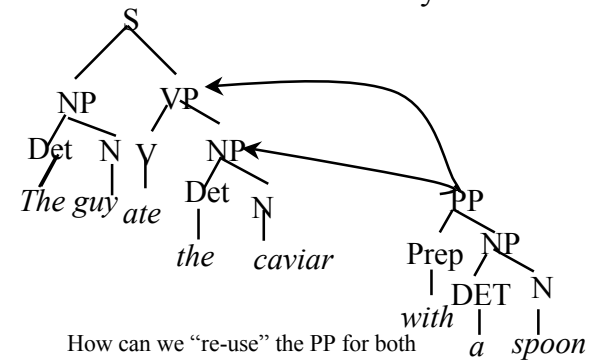 S
NP VP
Det N V NP
The guy ate Det N PP
the caviar Prep NP
with DET N
How can we “re-use” the PP for both a spoon